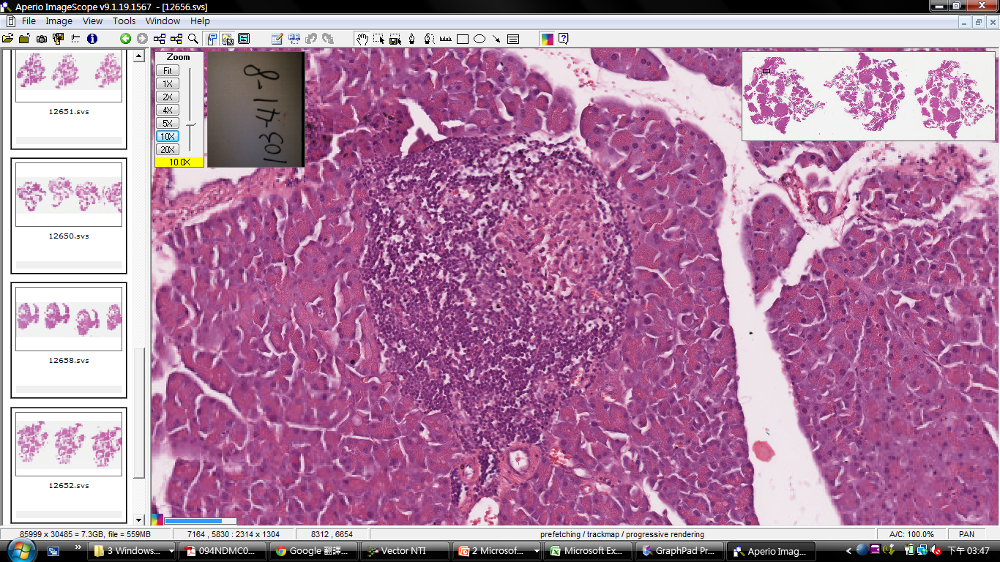 Aperio ImageScope v9.1.19.1567 - [12656.svs]
File Image View Tools Window Help
12651.svs
12650.svs
12658.svs
12652.svs
Zoom
Fit
1X
2X
4X
5X
10X
20X
10.0X
103-41-8
85999 x 30485 = 7.3GB, file = 559MB 7164 , 5830 : 2314 x 1304 8312 , 6654 prefetching / trackmap / progressive rendering A/C: 100.0% PAN
» 3 Windows... 094NDMC0... Google 翻譯... Vector NTI 2 Microsof... Microsoft Ex... GraphPad Pr... Aperio Imag... 下午 03:47